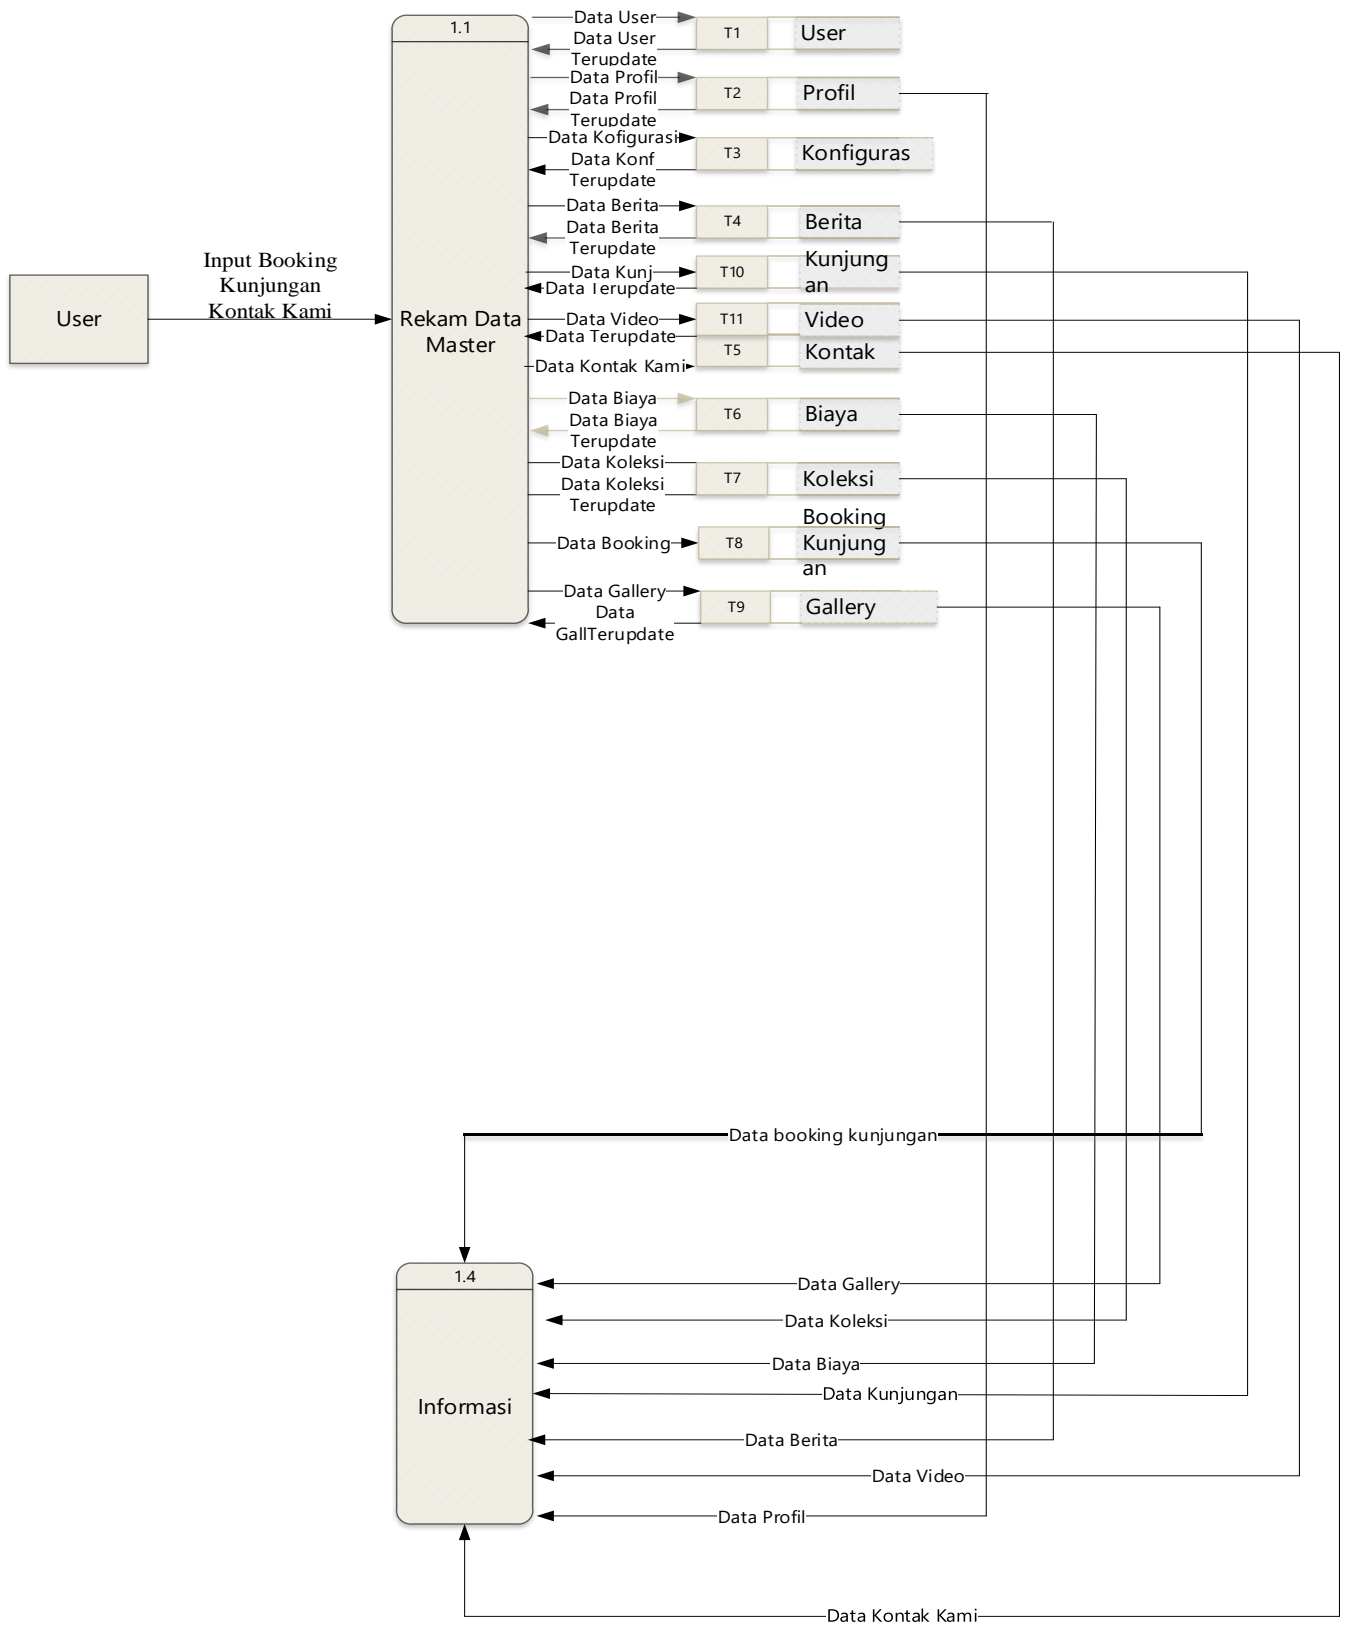 1.1
Data User
T1
User
Data User
Terupdate
Data Profil
T2
Profil
Data Profil
Terupdate
Data Kofigurasi
T3
Konfiguras
Data Konf
Terupdate
Data Berita
T4
Berita
Data Berita
Terupdate
Input Booking
Kunjungan
Kontak Kami
User
Rekam Data
Master
Data Kunj
T10
Kunjung
an
Data Terupdate
Data Video
T11
Video
Data Terupdate
T5
Kontak
Data Kontak Kami
Data Biaya
T6
Biaya
Data Biaya
Terupdate
Data Koleksi
T7
Koleksi
Data Koleksi
Terupdate
Data Booking
T8
Booking
Kunjung
an
Data Gallery
T9
Gallery
Data
GallTerupdate
Data booking kunjungan
1.4
Informasi
Data Gallery
Data Koleksi
Data Biaya
Data Kunjungan
Data Berita
Data Video
Data Profil
Data Kontak Kami